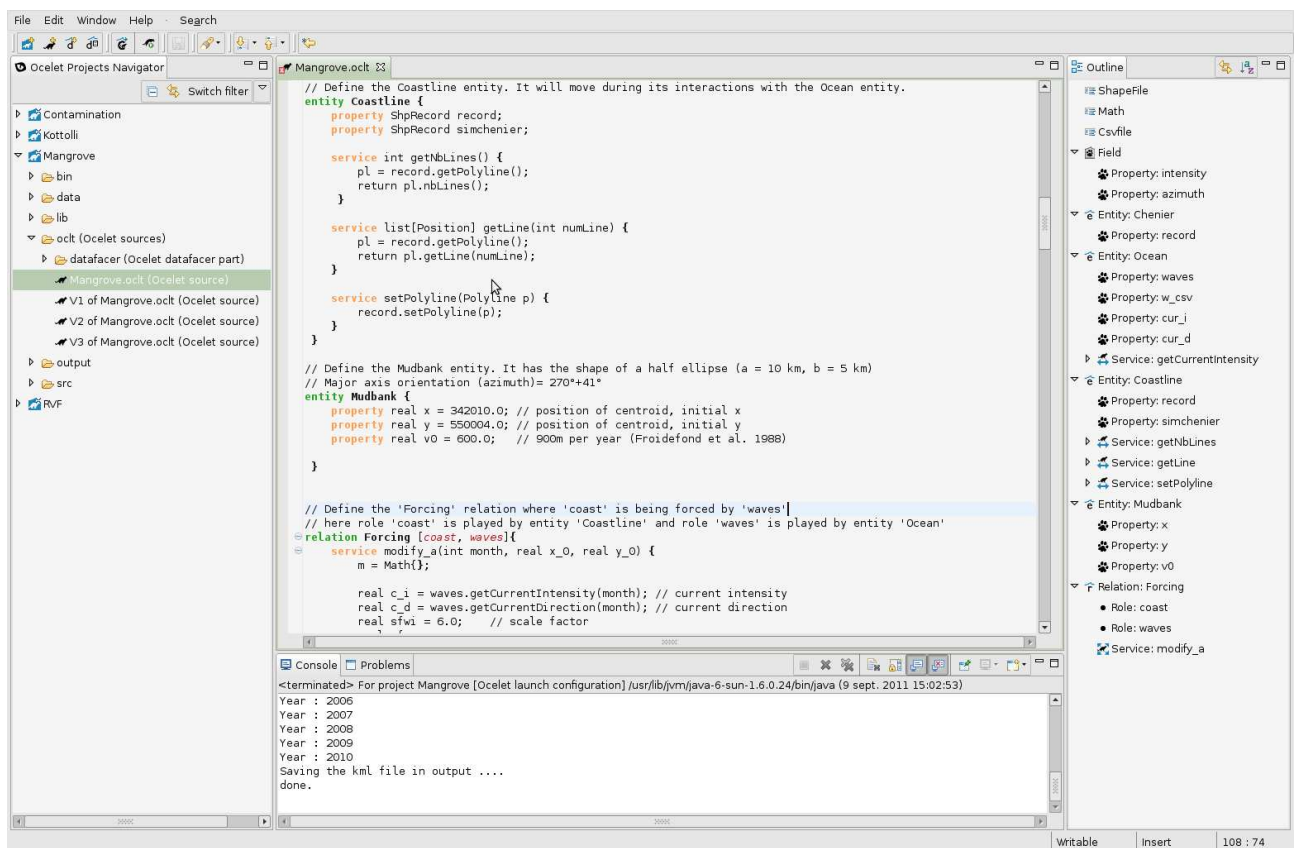 File Edit Window Help Search
Ocelet Projects Navigator
Switch filter
Contamination
Kottolli
Mangrove
bin
data
lib
oclt (Ocelet sources)
datafacer (Ocelet datafacer part)
Mangrove.oclt (Ocelet source)
V1 of Mangrove.oclt (Ocelet source)
V2 of Mangrove.oclt (Ocelet source)
V3 of Mangrove.oclt (Ocelet source)
output
src
RVF
Mangrove.oclt
// Define the Coastline entity. It will move during its interactions with the Ocean entity.
entity Coastline {
property ShpRecord record;
property ShpRecord simchenier;
service int getNbLines() {
pl = record.getPolyline();
return pl.nbLines();
}
service list[Position] getLine(int numLine) {
pl = record.getPolyline();
return pl.getLine(numLine);
}
service setPolyline(Polyline p) {
record.setPolyline(p);
}
}
// Define the Mudbank entity. It has the shape of a half ellipse (a = 10 km, b = 5 km)
// Major axis orientation (azimuth)= 270°+41°
entity Mudbank {
property real x = 342010.0; // position of centroid, initial x
property real y = 550004.0; // position of centroid, initial y
property real v0 = 600.0; // 900m per year (Froidefond et al. 1988)
}
// Define the 'Forcing' relation where 'coast' is being forced by 'waves'
// here role 'coast' is played by entity 'Coastline' and role 'waves' is played by entity 'Ocean'
relation Forcing [coast, waves]{
service modify_a(int month, real x_0, real y_0) {
m = Math{};
real c_i = waves.getCurrentIntensity(month); // current intensity
real c_d = waves.getCurrentDirection(month); // current direction
real sfwi = 6.0; // scale factor
Console Problems
<terminated> For project Mangrove [Ocelet launch configuration] /usr/lib/jvm/java-6-sun-1.6.0.24/bin/java (9 sept. 2011 15:02:53)
Year : 2006
Year : 2007
Year : 2008
Year : 2009
Year : 2010
Saving the kml file in output ....
done.
Outline
ShapeFile
Math
Csvfile
Field
Property: intensity
Property: azimuth
Entity: Chenier
Property: record
Entity: Ocean
Property: waves
Property: w_csv
Property: cur_i
Property: cur_d
Service: getCurrentIntensity
Entity: Coastline
Property: record
Property: simchenier
Service: getNbLines
Service: getLine
Service: setPolyline
Entity: Mudbank
Property: x
Property: y
Property: v0
Relation: Forcing
Role: coast
Role: waves
Service: modify_a
Writable Insert 108 : 74